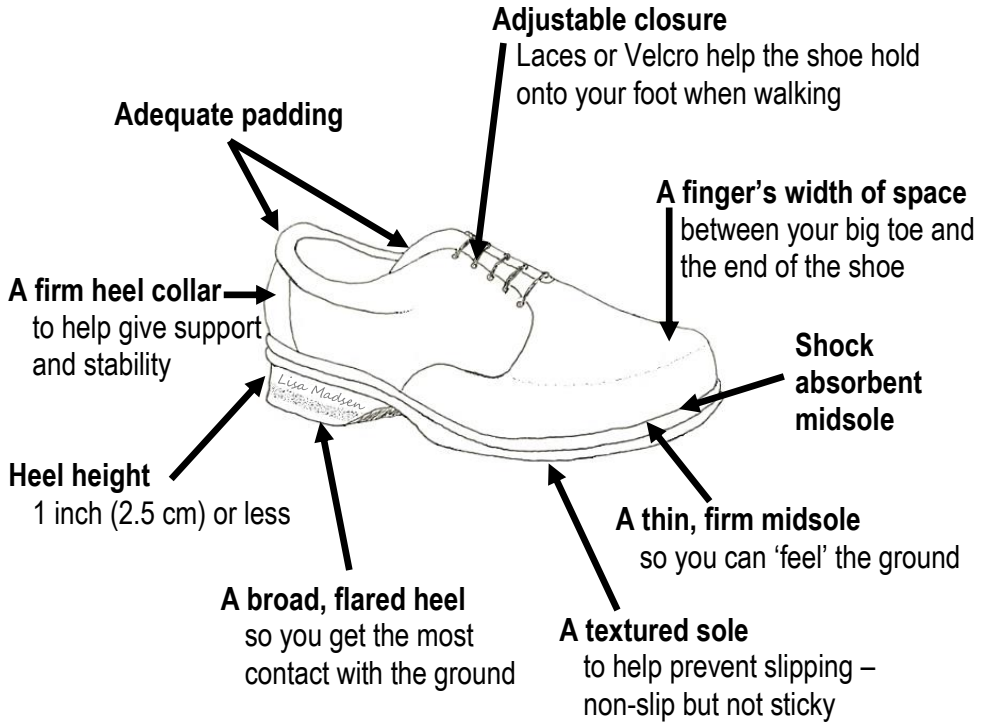 Adjustable closure
Laces or Velcro help the shoe hold
onto your foot when walking
Adequate padding
A finger’s width of space
between your big toe and
the end of the shoe
A firm heel collar
to help give support
and stability
Shock
absorbent
midsole
Lisa Madsen
Heel height
1 inch (2.5 cm) or less
A thin, firm midsole
so you can ‘feel’ the ground
A broad, flared heel
so you get the most
contact with the ground
A textured sole
to help prevent slipping –
non-slip but not sticky